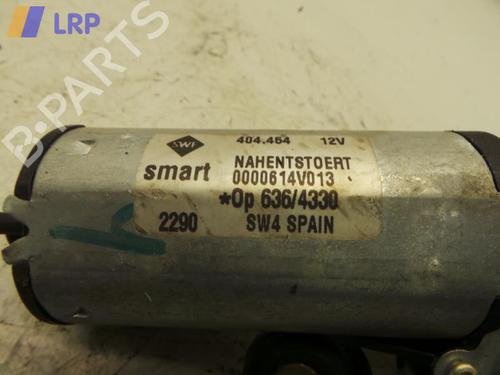 LRP
B-PARTS
SWF 404.454 12V
smart NAHENTSTOERT
0000614V013
*Op 636/4330
2290 SW4 SPAIN